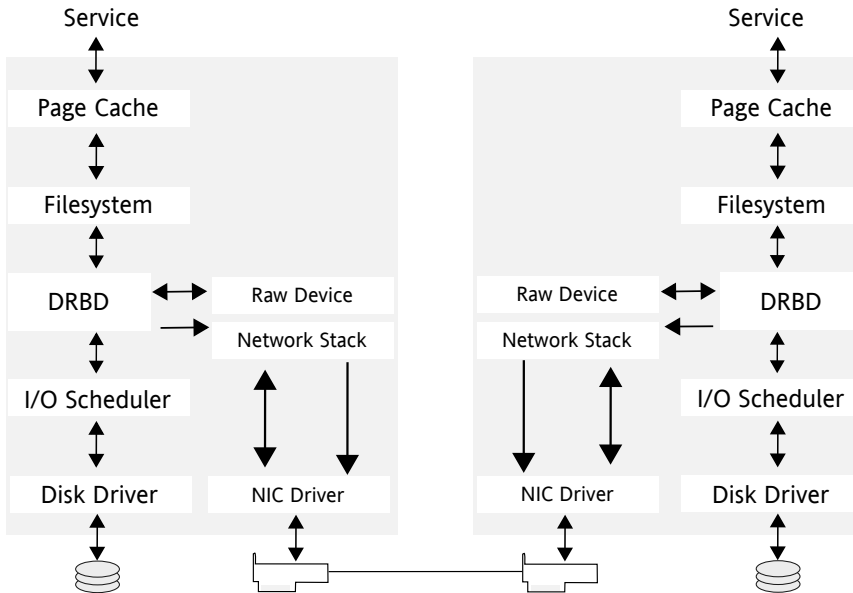 Service
Service
Page Cache
Page Cache
Filesystem
Filesystem
DRBD
Raw Device
Raw Device
DRBD
Network Stack
Network Stack
I/O Scheduler
I/O Scheduler
Disk Driver
NIC Driver
NIC Driver
Disk Driver